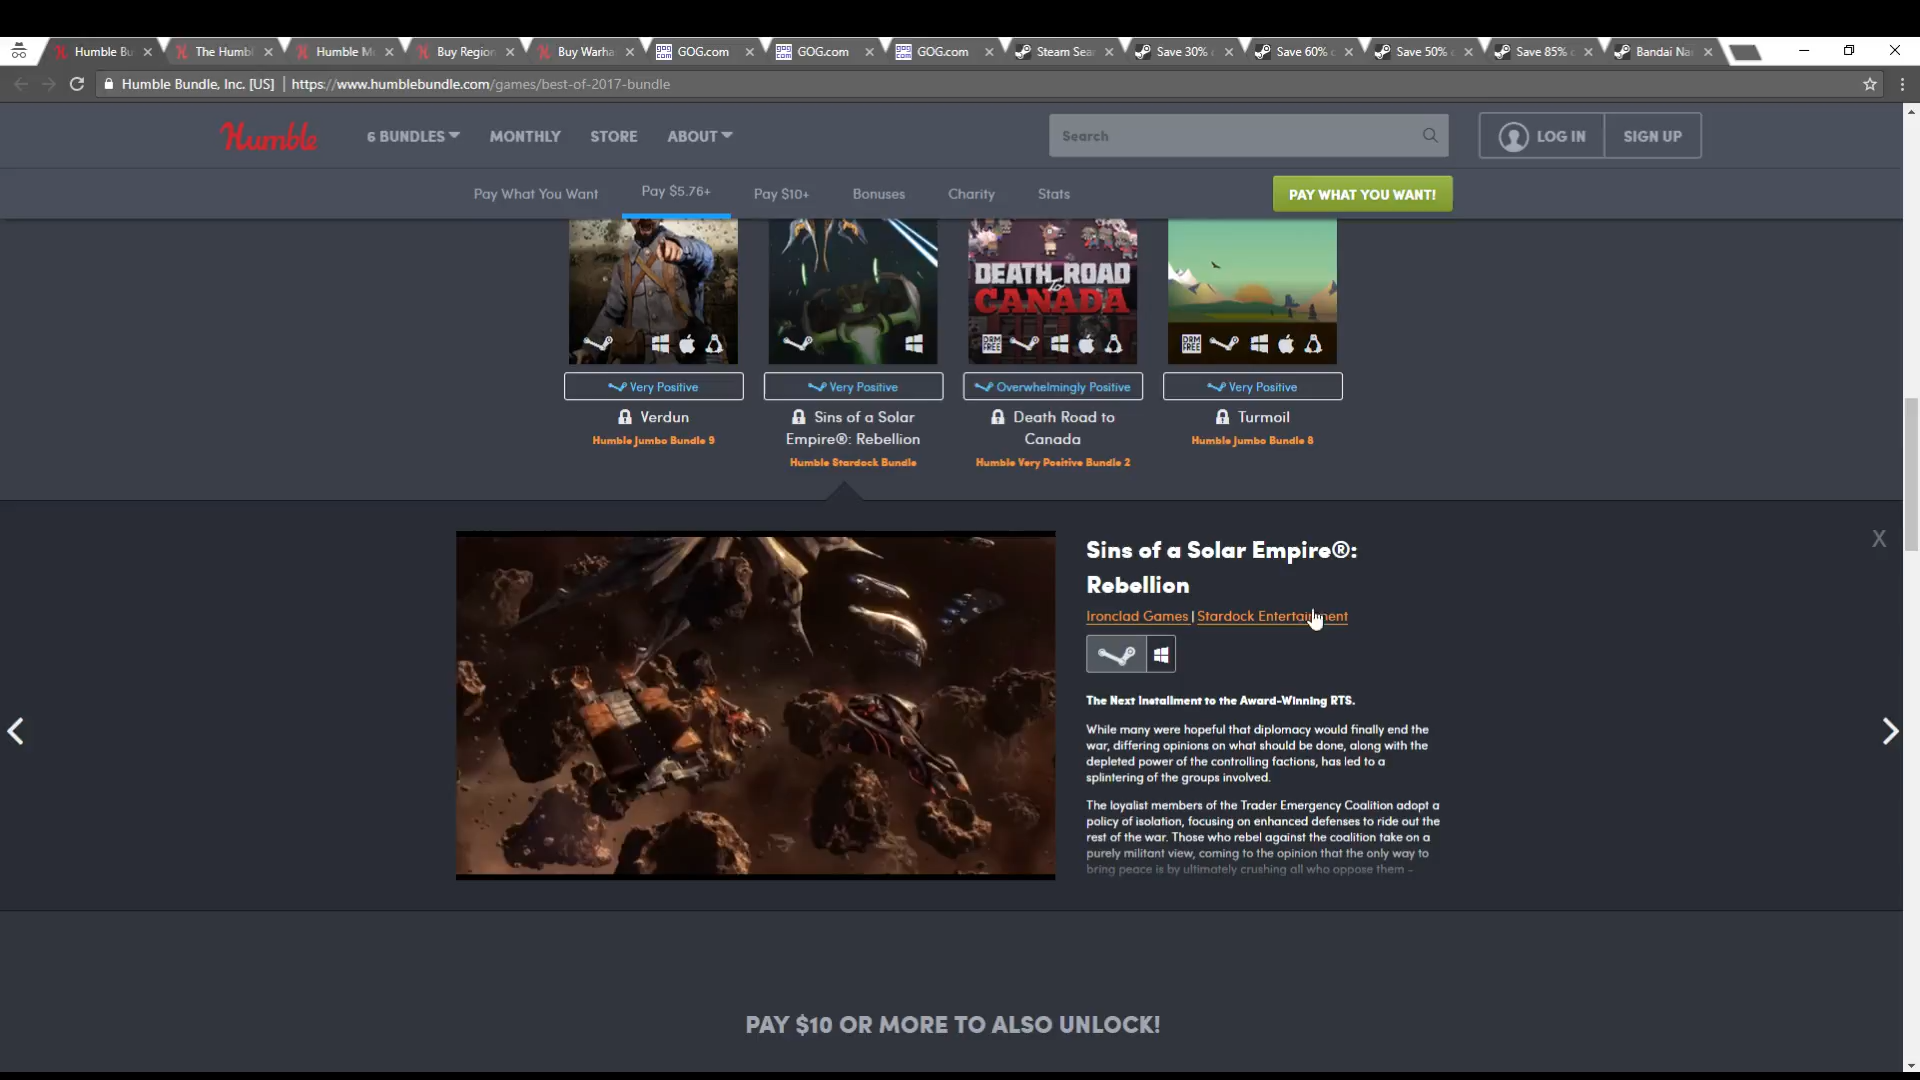 Humble Bu
The Humbl
Humble M
Buy Region
Buy Warha
GOG.com
GOG.com
GOG.com
Steam Sea
Save 30%
Save 60%
Save 50%
Save 85%
Bandai Na
Humble Bundle, Inc. [US] | https://www.humblebundle.com/games/best-of-2017-bundle
Humble
6 BUNDLES
MONTHLY
STORE
ABOUT
Search
LOG IN
SIGN UP
Pay What You Want
Pay $5.76+
Pay $10+
Bonuses
Charity
Stats
PAY WHAT YOU WANT!
DEATH ROAD
TO
CANADA
DRM FREE
DRM FREE
Very Positive
Very Positive
Overwhelmingly Positive
Very Positive
Verdun
Humble Jumbo Bundle 9
Sins of a Solar
Empire®: Rebellion
Humble Stardock Bundle
Death Road to
Canada
Humble Very Positive Bundle 2
Turmoil
Humble Jumbo Bundle 8
X
Sins of a Solar Empire®:
Rebellion
Ironclad Games | Stardock Entertainment
The Next Installment to the Award-Winning RTS.
While many were hopeful that diplomacy would finally end the
war, differing opinions on what should be done, along with the
depleted power of the controlling factions, has led to a
splintering of the groups involved.
The loyalist members of the Trader Emergency Coalition adopt a
policy of isolation, focusing on enhanced defenses to ride out the
rest of the war. Those who rebel against the coalition take on a
purely militant view, coming to the opinion that the only way to
bring peace is by ultimately crushing all who oppose them -
PAY $10 OR MORE TO ALSO UNLOCK!